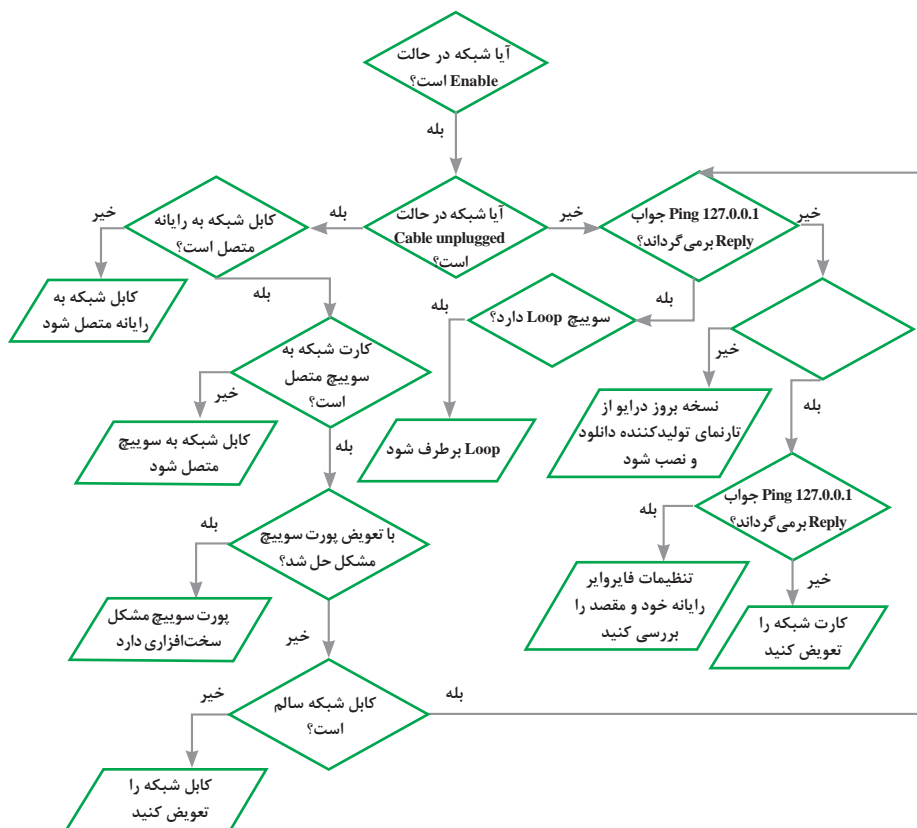 آیا شبکه در حالت
Enable است؟
بله
آیا شبکه در حالت
Cable unplugged
است؟
بله
خیر
کابل شبکه به رایانه
متصل است؟
خیر
کابل شبکه به
رایانه متصل شود
بله
Ping 127.0.0.1 جواب
Reply برمی‌گرداند؟
خیر
بله
سوییچ Loop دارد؟
بله
Loop برطرف شود
کارت شبکه به
سوییچ متصل
است؟
خیر
کابل شبکه به سوییچ
متصل شود
بله
خیر
نسخه بروز درایو از
تارنمای تولیدکننده دانلود
و نصب شود
بله
Ping 127.0.0.1 جواب
Reply برمی‌گرداند؟
بله
تنظیمات فایروایر
رایانه خود و مقصد را
بررسی کنید
خیر
کارت شبکه را
تعویض کنید
با تعویض پورت سوییچ
مشکل حل شد؟
بله
پورت سوییچ مشکل
سخت‌افزاری دارد
خیر
کابل شبکه سالم
است؟
بله
خیر
کابل شبکه را
تعویض کنید